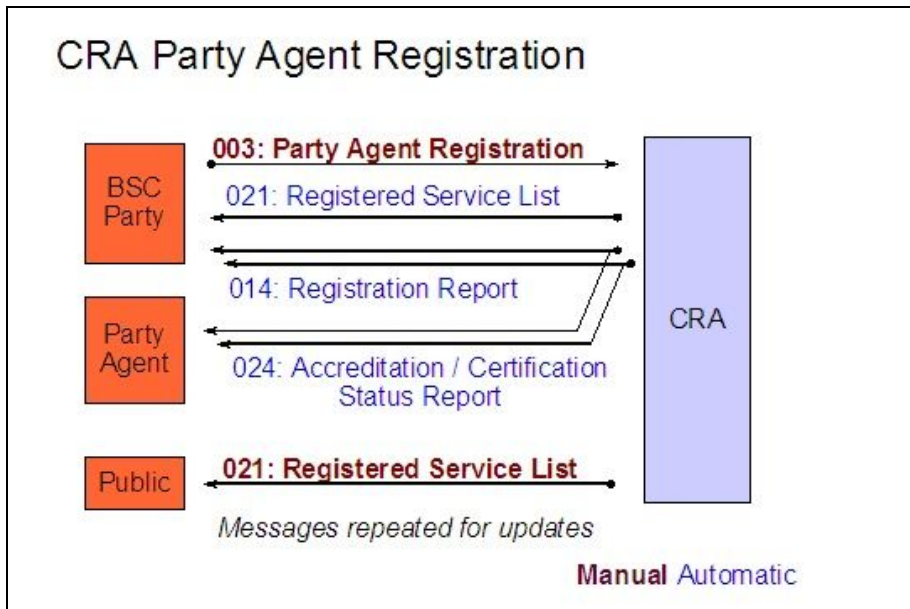 CRA Party Agent Registration
003: Party Agent Registration
BSC
Party
021: Registered Service List
014: Registration Report
Party
Agent
CRA
024: Accreditation / Certification
Status Report
Public
021: Registered Service List
Messages repeated for updates
Manual Automatic